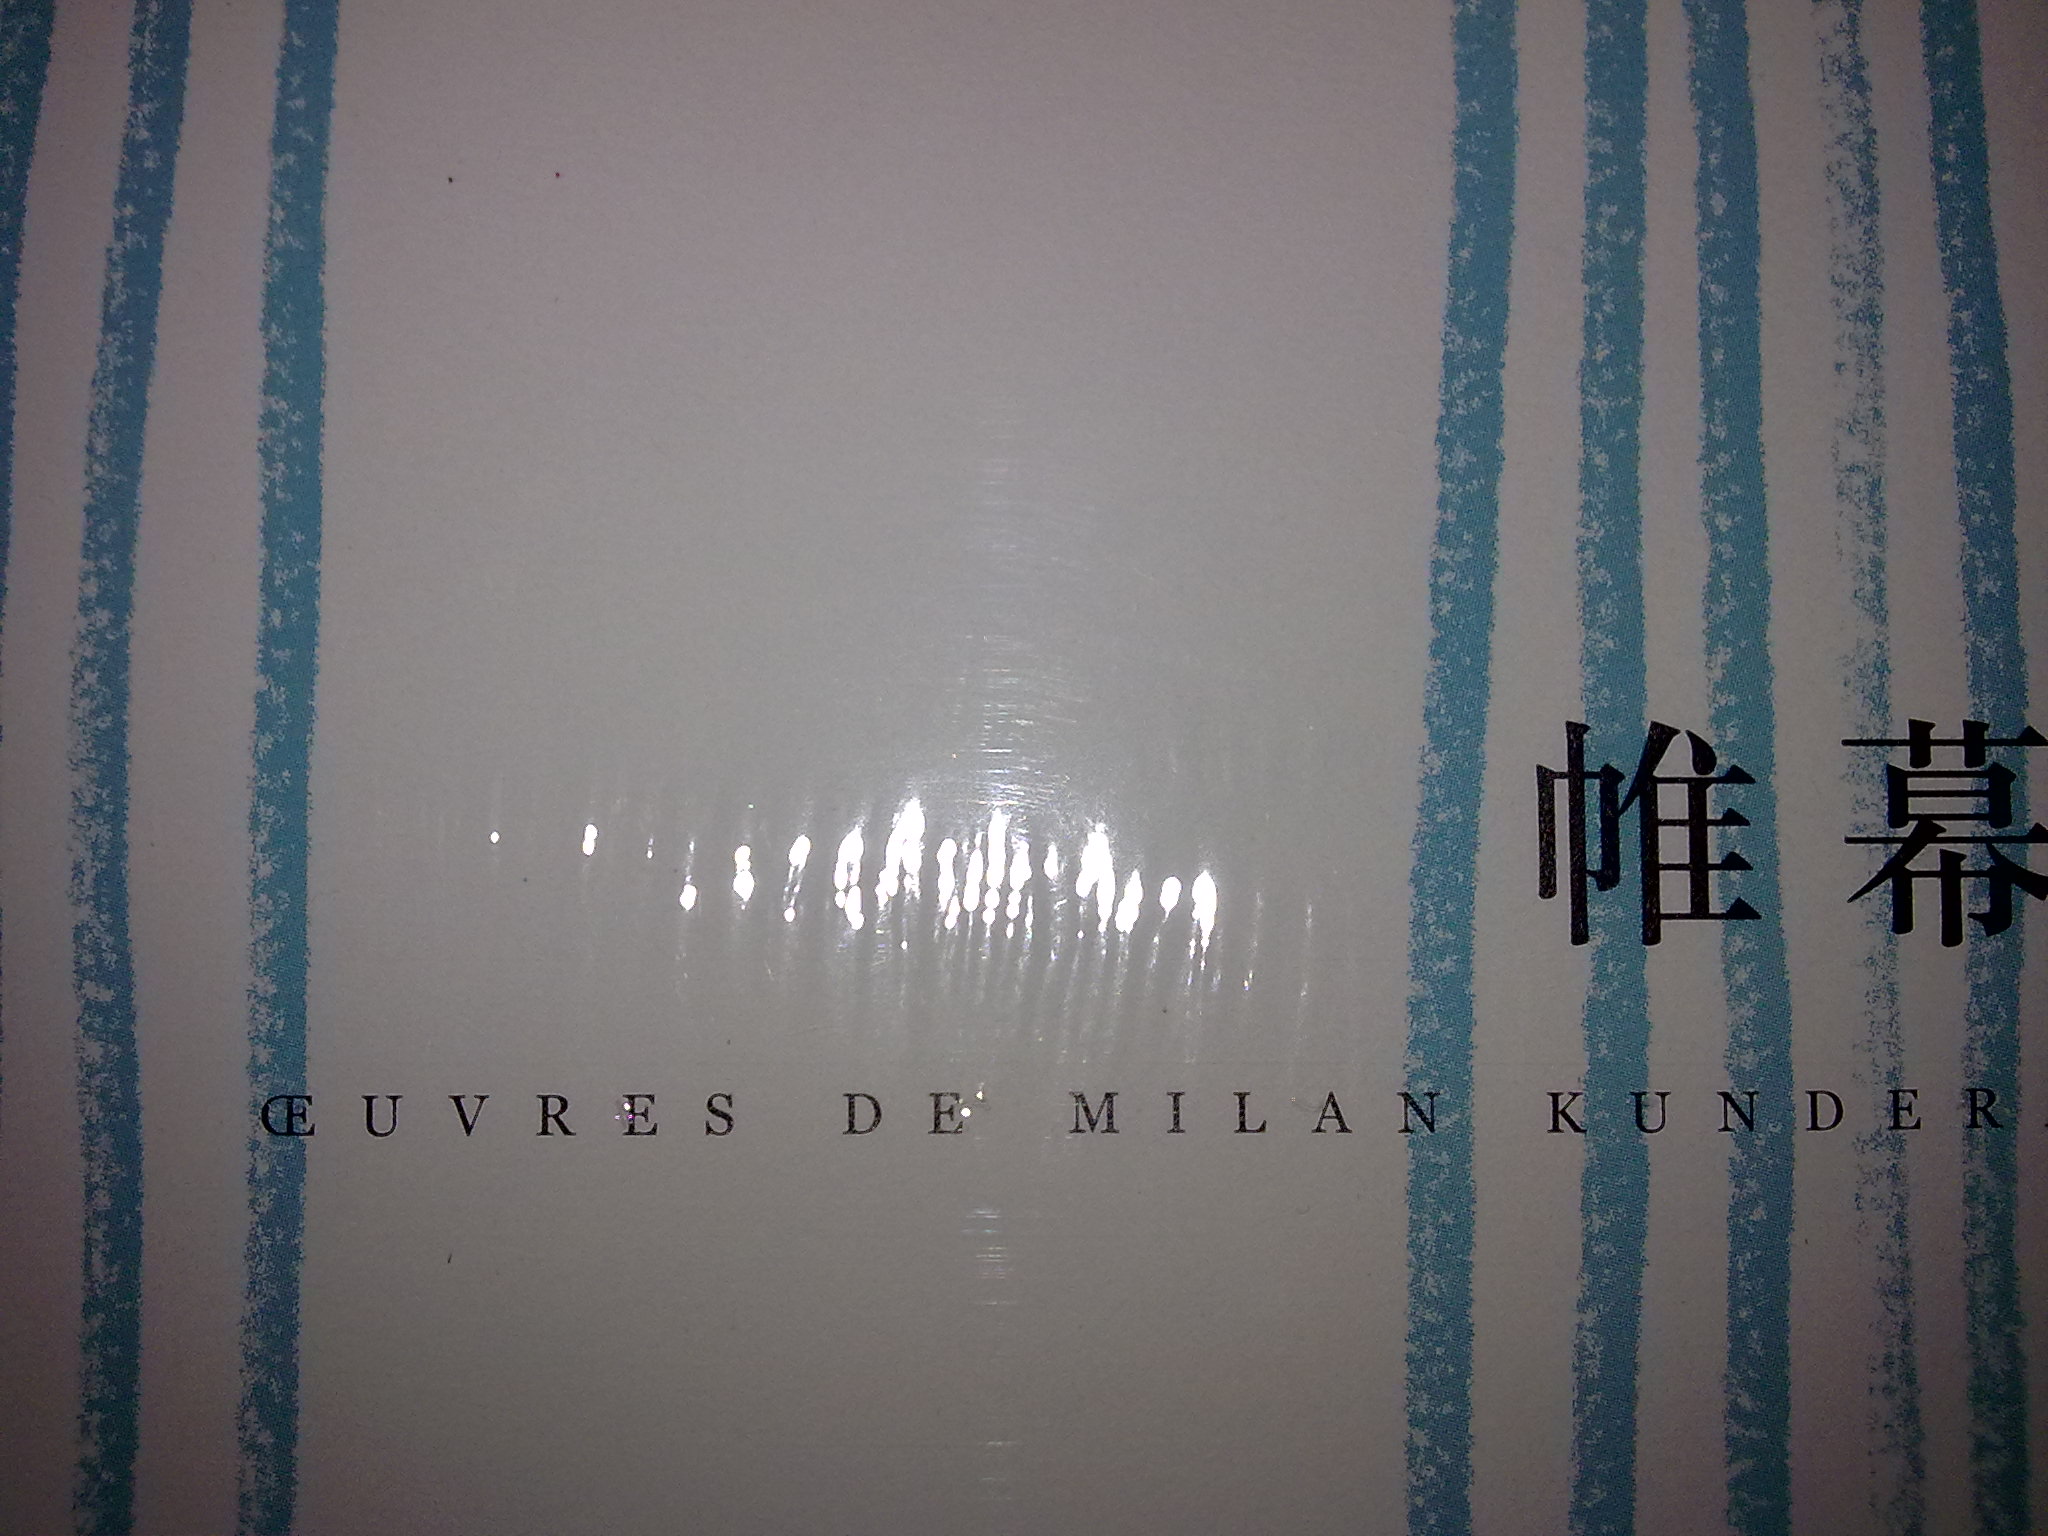 帷幕
ŒUVRES DE MILAN KUNDER